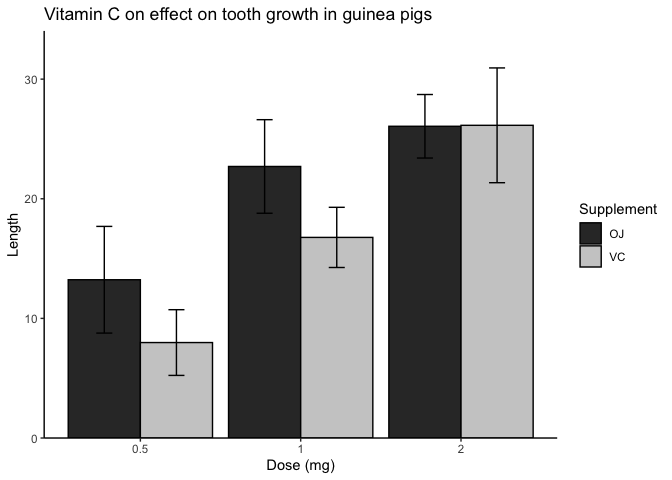 Vitamin C on effect on tooth growth in guinea pigs
30
20
10
0
Length
0.5
1
2
Dose (mg)
Supplement
OJ
VC